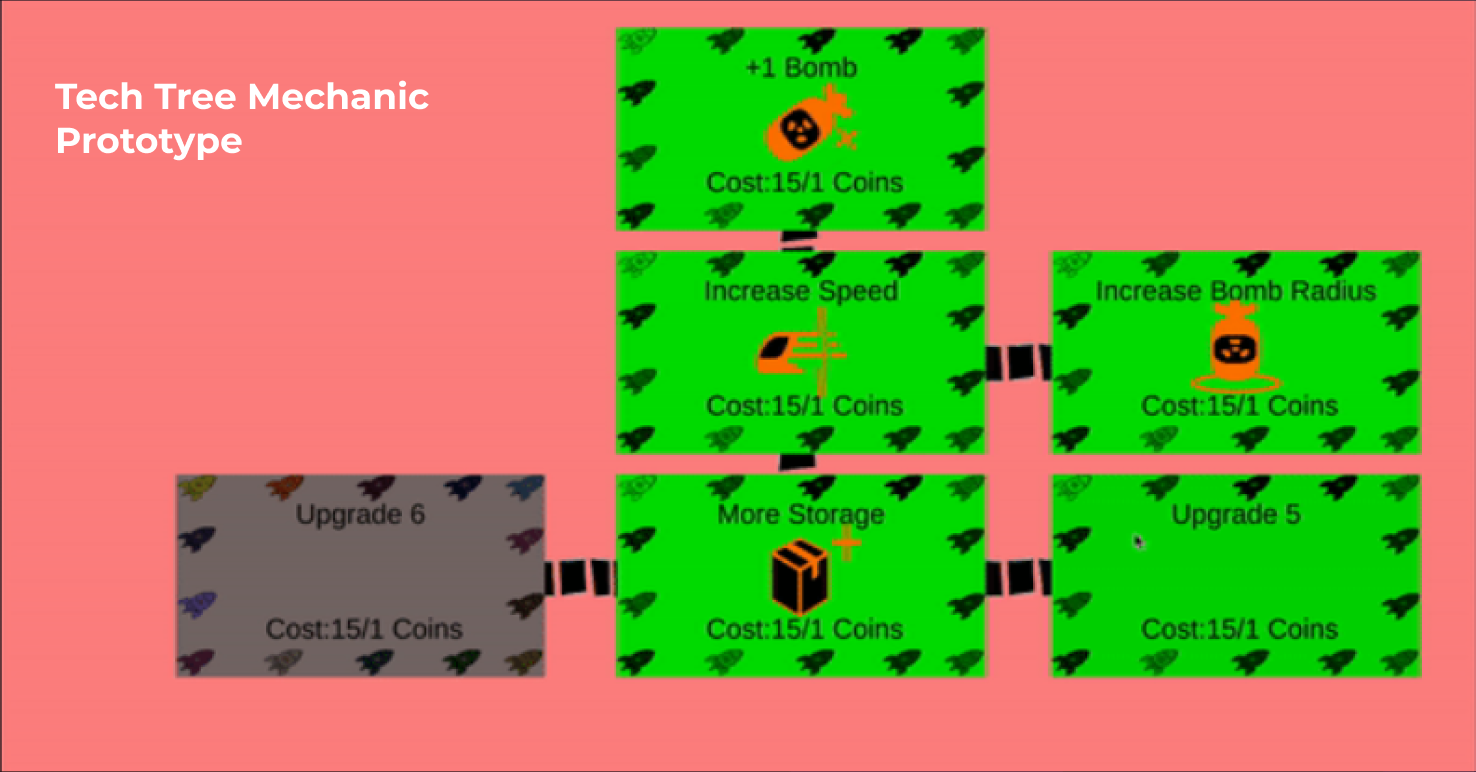 Tech Tree Mechanic
Prototype
+1 Bomb
Cost:15/1 Coins
Increase Speed
Cost:15/1 Coins
Increase Bomb Radius
Cost:15/1 Coins
Upgrade 6
Cost:15/1 Coins
More Storage
Cost:15/1 Coins
Upgrade 5
Cost:15/1 Coins